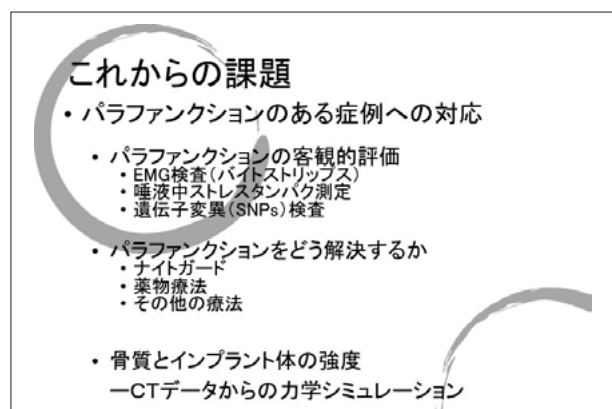 これからの課題
• パラファンクションのある症例への対応
• パラファンクションの客観的評価
• EMG検査(バイトストリップス)
• 唾液中ストレスタンパク測定
• 遺伝子変異(SNPs)検査
• パラファンクションをどう解決するか
• ナイトガード
• 薬物療法
• その他の療法
• 骨質とインプラント体の強度
ーCTデータからの力学シミュレーション